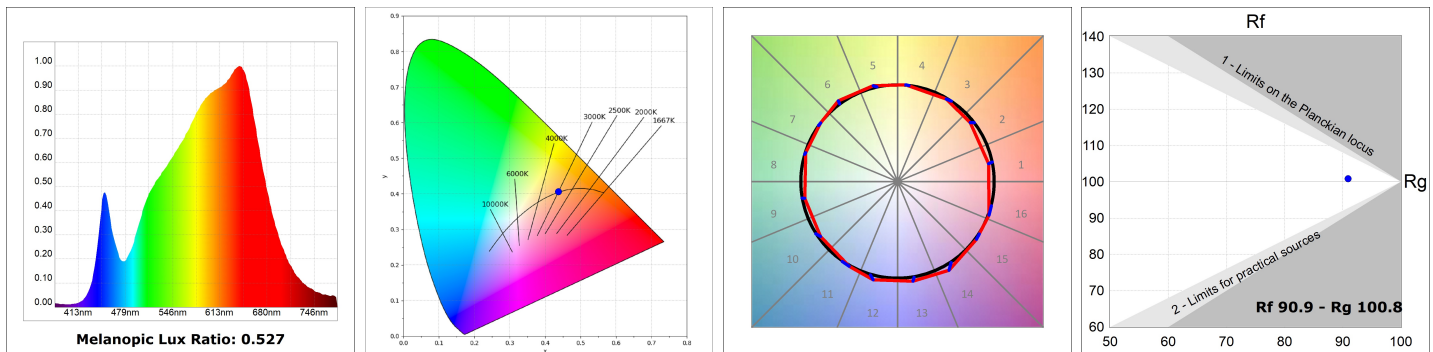 1.00
0.90
0.80
0.70
0.60
0.50
0.40
0.30
0.20
0.10
0.00
413nm 479nm 546nm 613nm 680nm 746nm
Melanopic Lux Ratio: 0.527
0.9
0.8
0.7
0.6
0.5
0.4
0.3
0.2
0.1
0.0
y
0.0 0.1 0.2 0.3 0.4 0.5 0.6 0.7 0.8
x
10000K
6000K
4000K
3000K
2500K
2000K
1667K
1
2
3
4
5
6
7
8
9
10
11
12
13
14
15
16
Rf
140
130
120
110
100
90
80
70
60
50 60 70 80 90 100
Rg
1 - Limits on the Planckian locus
2 - Limits for practical sources
Rf 90.9 - Rg 100.8